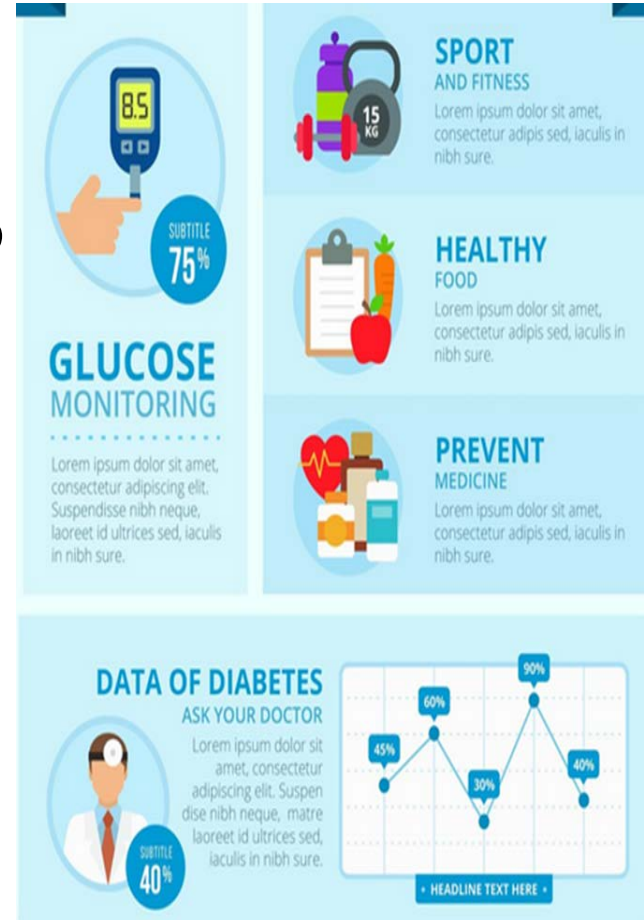 8.5
SUBTITLE
75%
GLUCOSE
MONITORING
Lorem ipsum dolor sit amet,
consectetur adipiscing elit.
Suspendisse nibh neque,
laoreet id ultrices sed, iaculis
in nibh sure.
15
KG
SPORT
AND FITNESS
Lorem ipsum dolor sit amet,
consectetur adipis sed, iaculis in
nibh sure.
HEALTHY
FOOD
Lorem ipsum dolor sit amet,
consectetur adipis sed, iaculis in
nibh sure.
PREVENT
MEDICINE
Lorem ipsum dolor sit amet,
consectetur adipis sed, iaculis in
nibh sure.
DATA OF DIABETES
ASK YOUR DOCTOR
Lorem ipsum dolor sit
amet, consectetur
adipiscing elit. Suspen
dise nibh neque, matre
laoreet id ultrices sed,
iaculis in nibh sure.
SUBTITLE
40%
45%
60%
30%
90%
40%
• HEADLINE TEXT HERE •